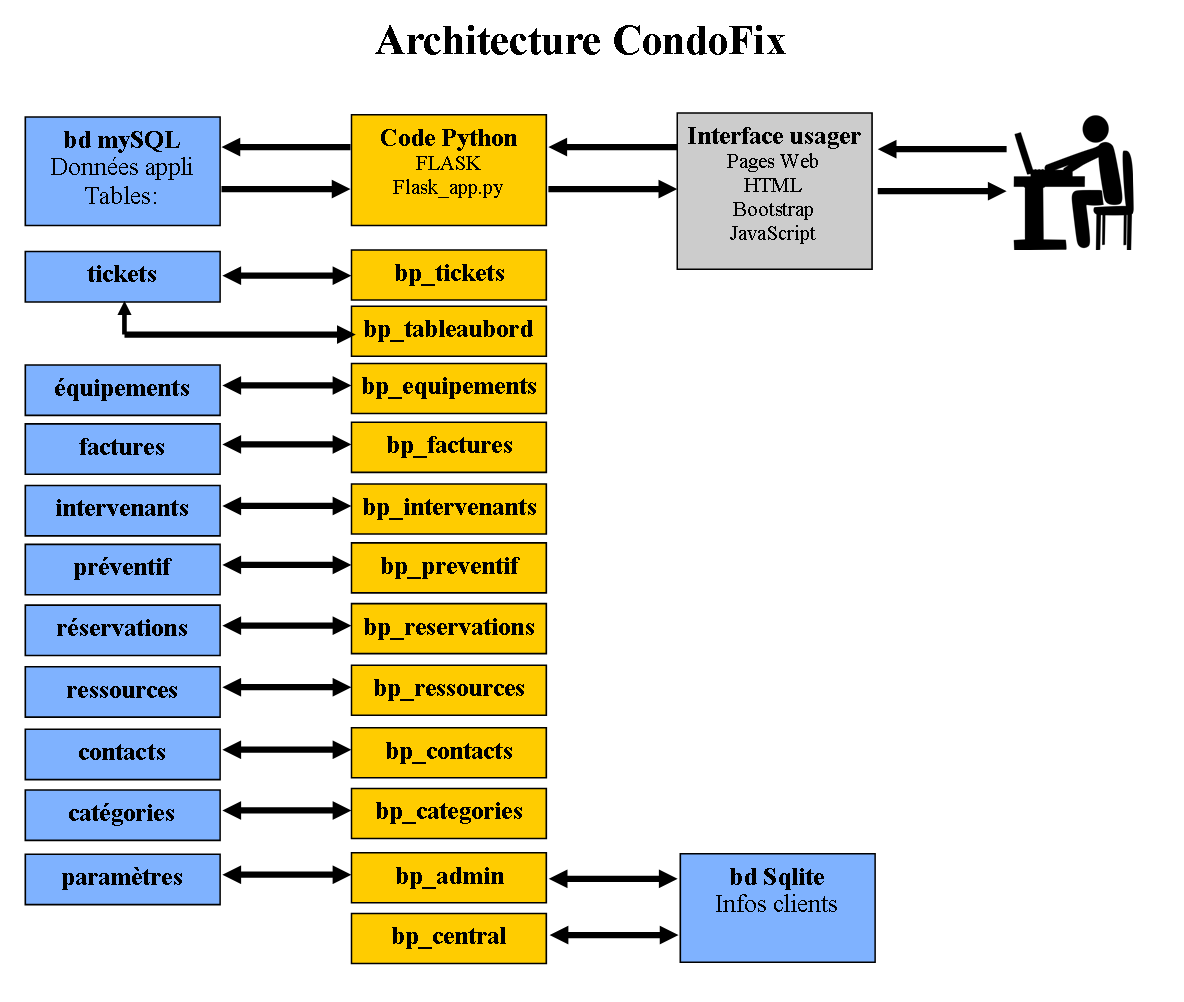 Architecture CondoFix
bd mySQL
Données appli
Tables:
Code Python
FLASK
Flask_app.py
Interface usager
Pages Web
HTML
Bootstrap
JavaScript
tickets
bp_tickets
bp_tableaubord
équipements
bp_equipements
factures
bp_factures
intervenants
bp_intervenants
préventif
bp_preventif
réservations
bp_reservations
ressources
bp_ressources
contacts
bp_contacts
catégories
bp_categories
paramètres
bp_admin
bd Sqlite
Infos clients
bp_central